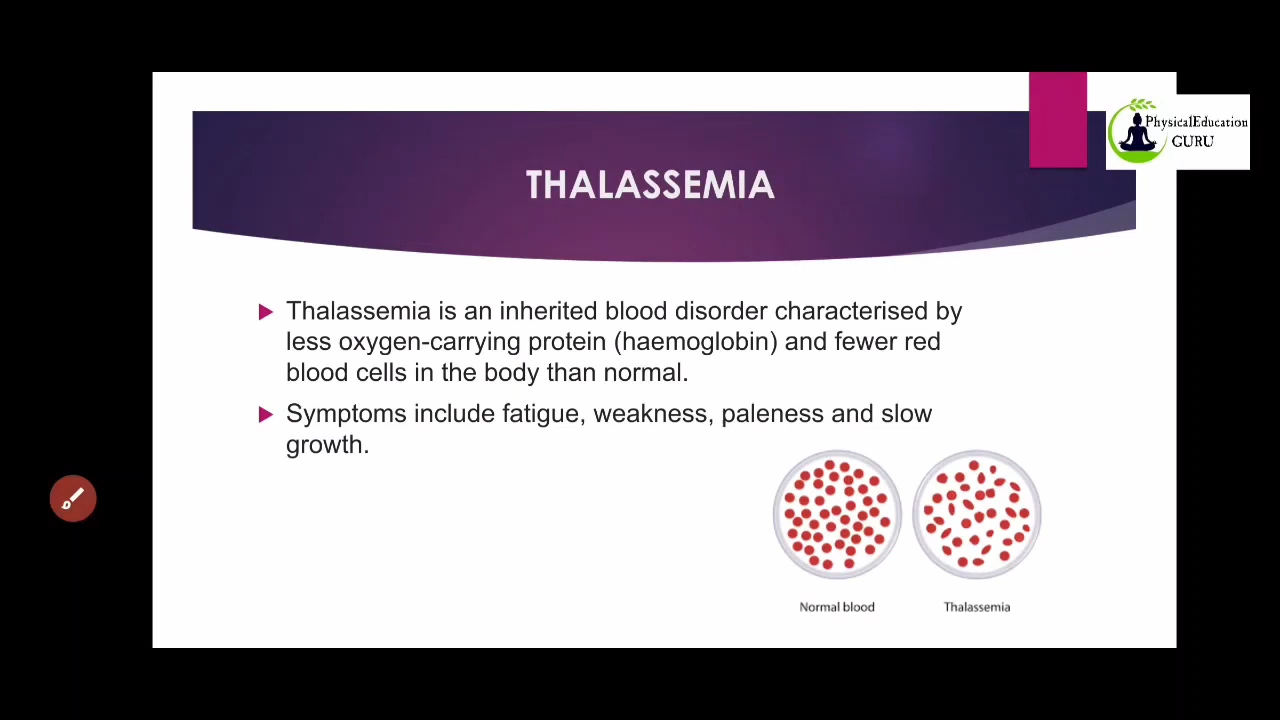 PhysicalEducation
GURU
THALASSEMIA
Thalassemia is an inherited blood disorder characterised by
less oxygen-carrying protein (haemoglobin) and fewer red
blood cells in the body than normal.
Symptoms include fatigue, weakness, paleness and slow
growth.
Normal blood
Thalassemia